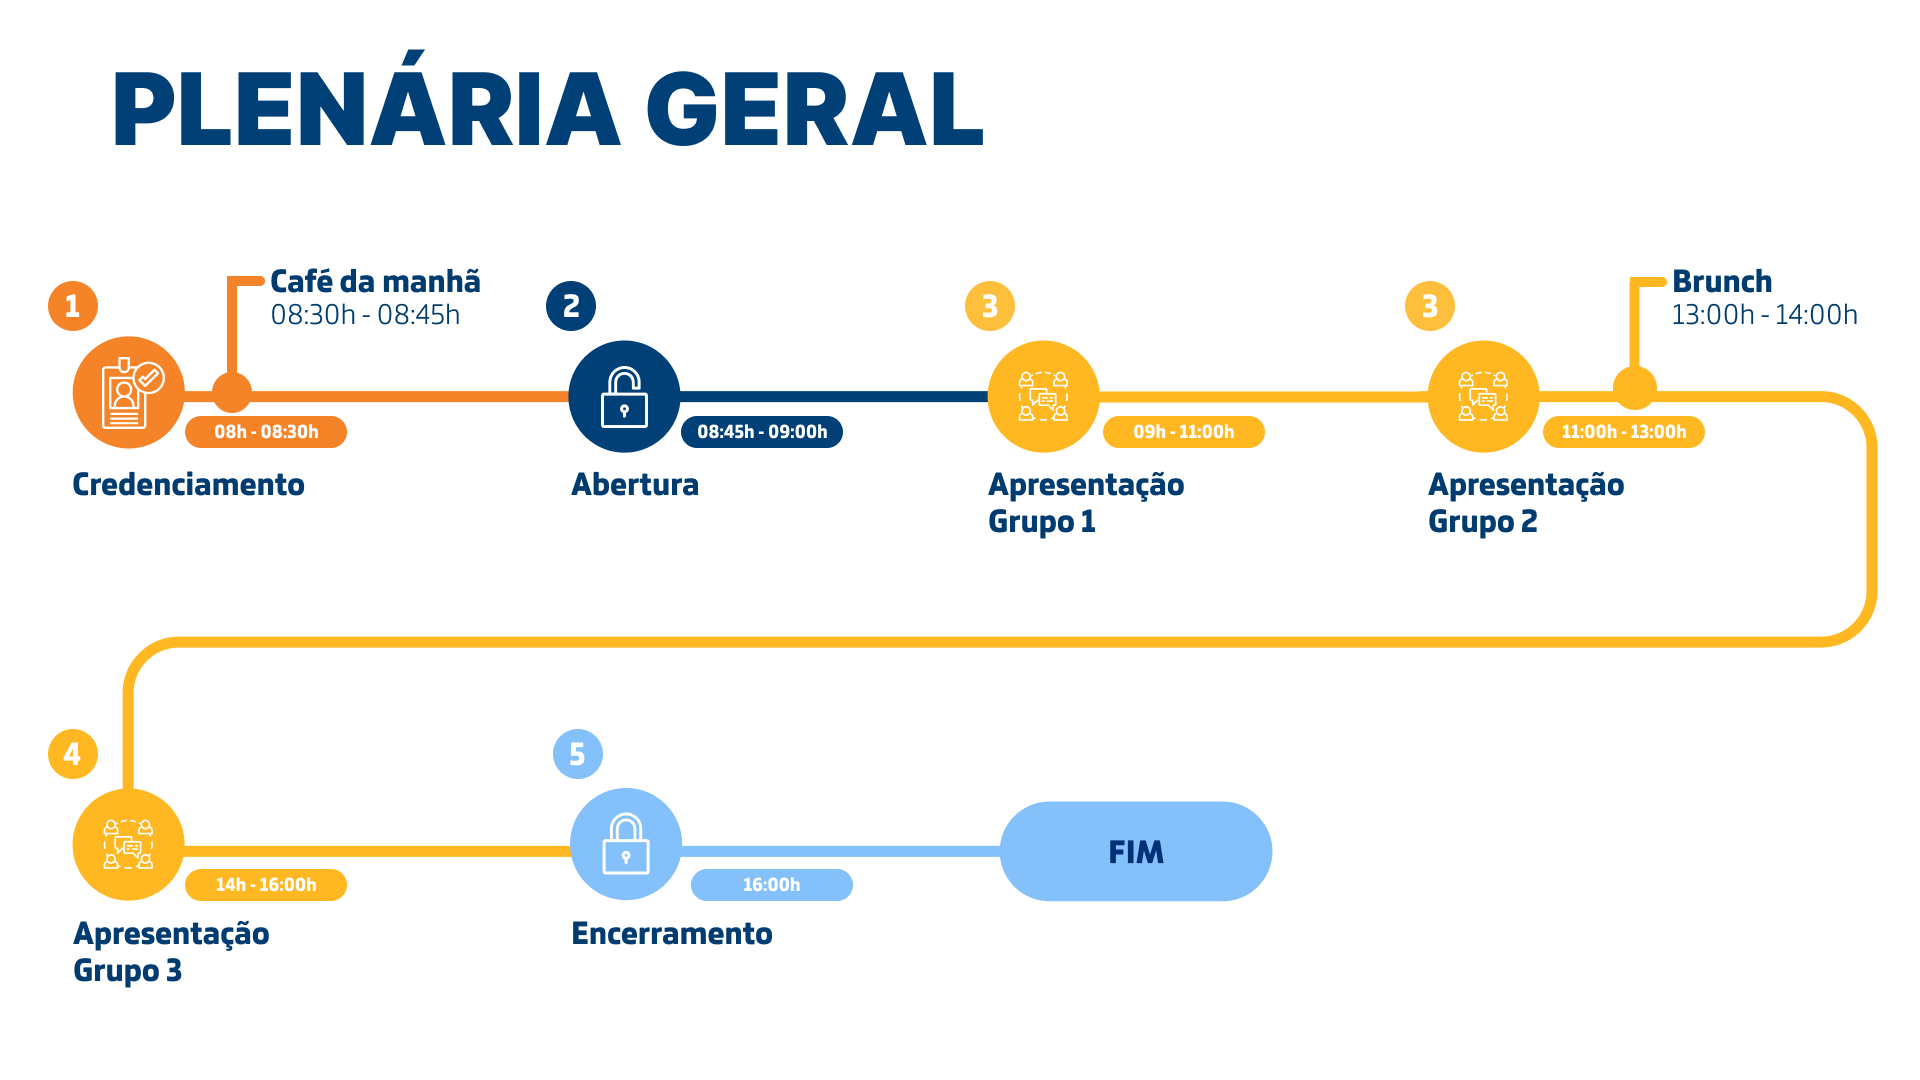 PLENÁRIA GERAL
1
Café da manhã
08:30h - 08:45h
08h - 08:30h
Credenciamento
2
08:45h - 09:00h
Abertura
3
09h - 11:00h
Apresentação
Grupo 1
3
11:00h - 13:00h
Apresentação
Grupo 2
Brunch
13:00h - 14:00h
4
14h - 16:00h
Apresentação
Grupo 3
5
16:00h
Encerramento
FIM